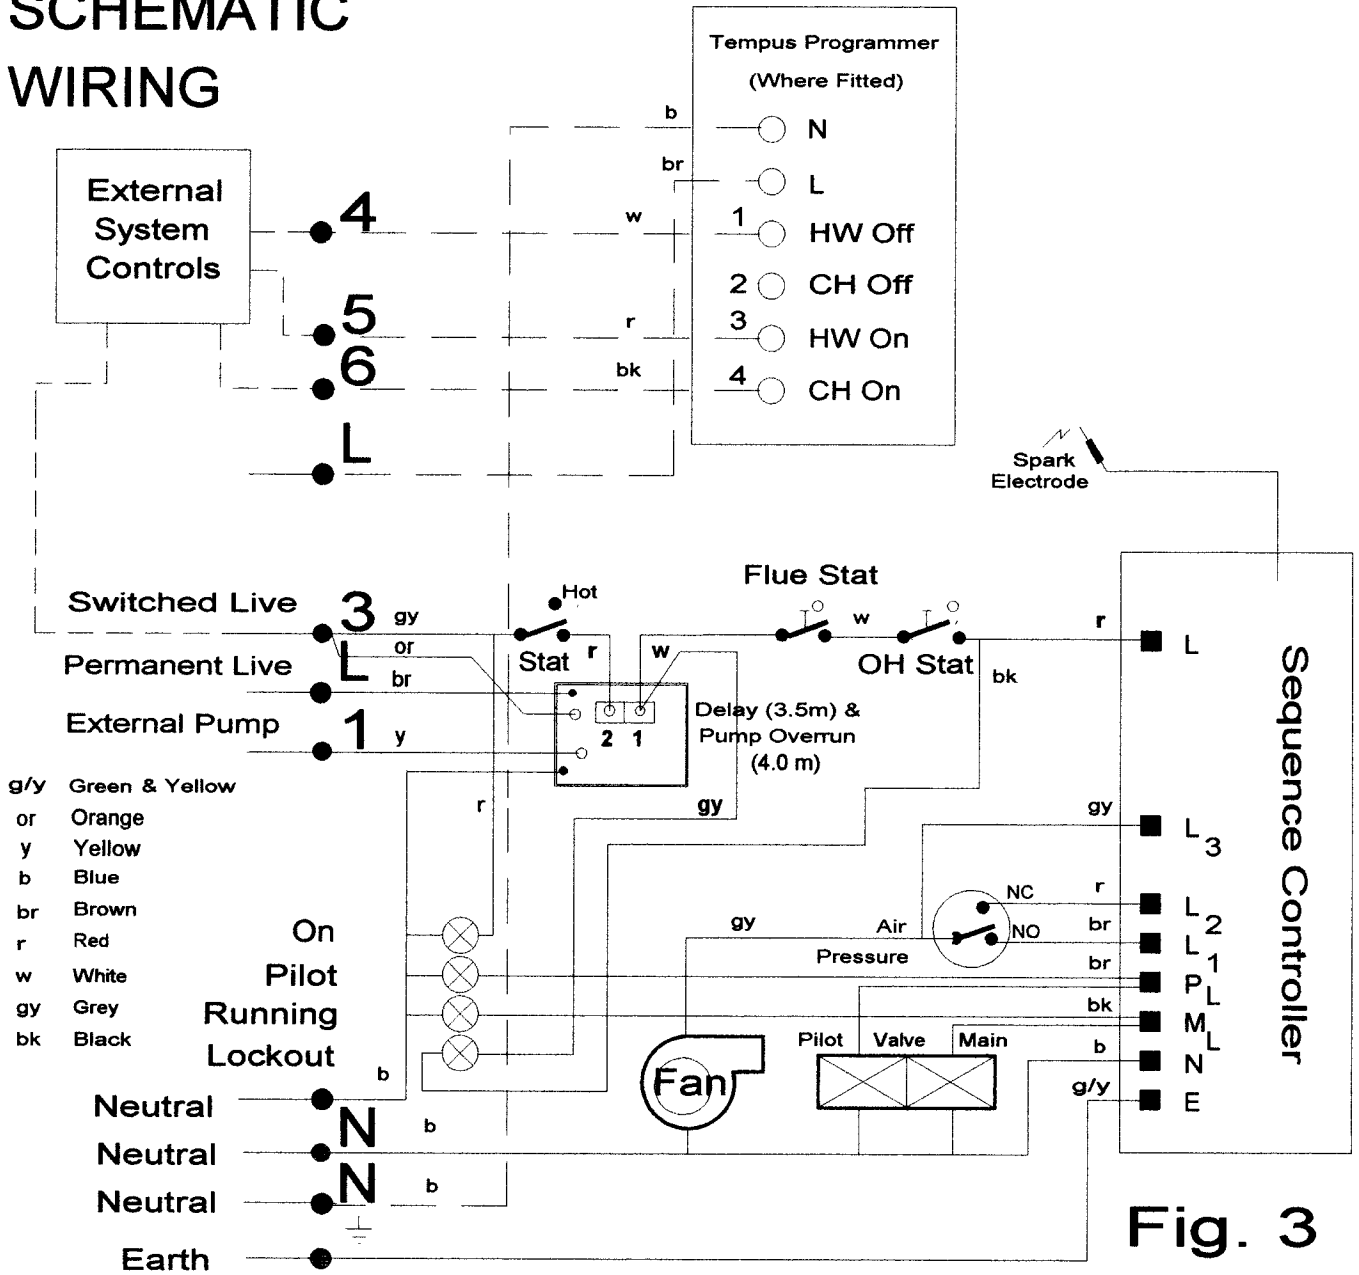 SCHEMATIC
WIRING
Tempus Programmer
(Where Fitted)
b
N
br
L
External
System
Controls
4
w
1
HW Off
2
CH Off
5
r
3
HW On
6
bk
4
CH On
L
Spark
Electrode
Flue Stat
Hot
Switched Live
3
gy
or
Stat
r
w
w
OH Stat
r
L
bk
Permanent Live
L
br
External Pump
1
y
2 1
Delay (3.5m) &
Pump Overrun
(4.0 m)
Sequence Controller
g/y Green & Yellow
or Orange
y Yellow
b Blue
br Brown
r Red
w White
gy Grey
bk Black
r
gy
gy
L3
NC
r
L2
gy
Air
Pressure
NO
br
L1
br
PL
bk
ML
b
N
g/y
E
On
Pilot
Running
Lockout
Pilot Valve Main
Fan
b
Neutral
N
b
Neutral
N
b
Neutral
Earth
Fig. 3